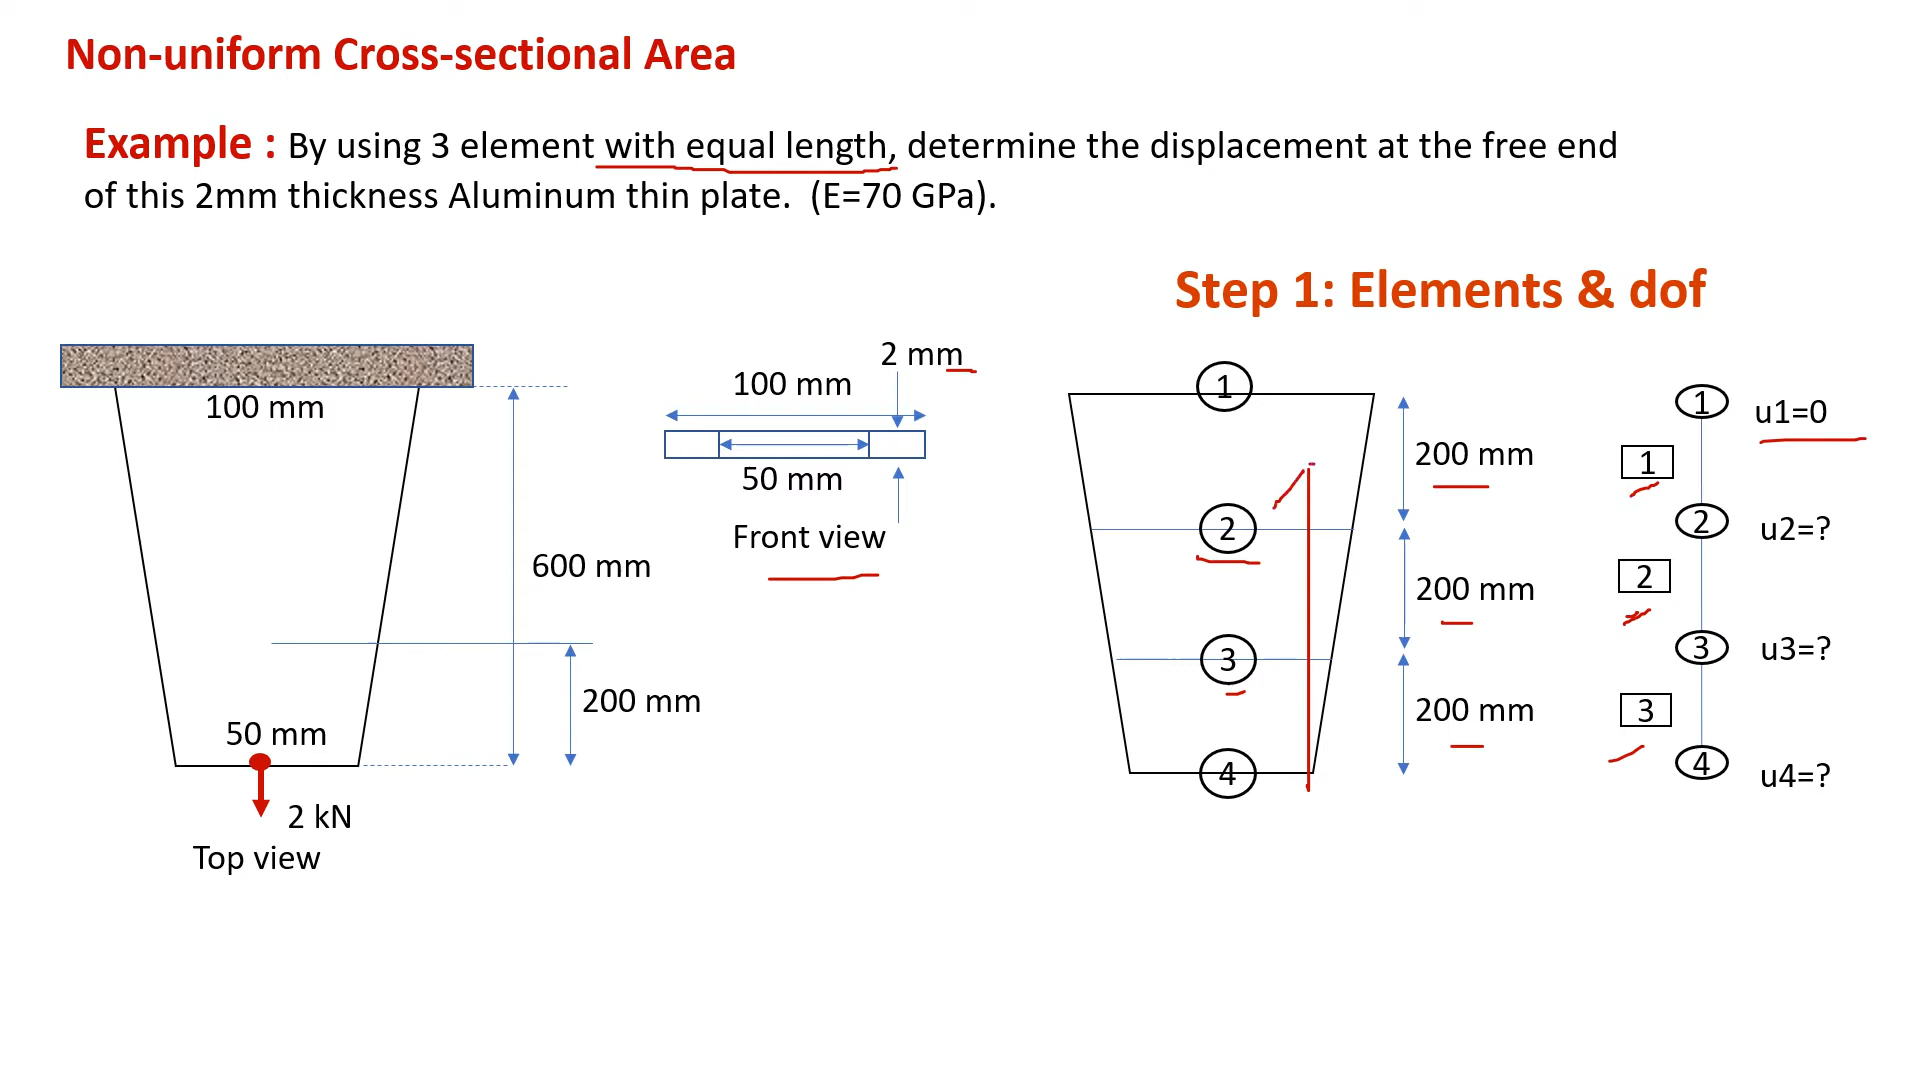 Non-uniform Cross-sectional Area
Example : By using 3 element with equal length, determine the displacement at the free end
of this 2mm thickness Aluminum thin plate. (E=70 GPa).
Step 1: Elements & dof
100 mm
600 mm
200 mm
50 mm
2 kN
Top view
2 mm
100 mm
50 mm
Front view
1
2
3
4
200 mm
200 mm
200 mm
1
u1=0
1
2
u2=?
2
3
u3=?
3
4
u4=?